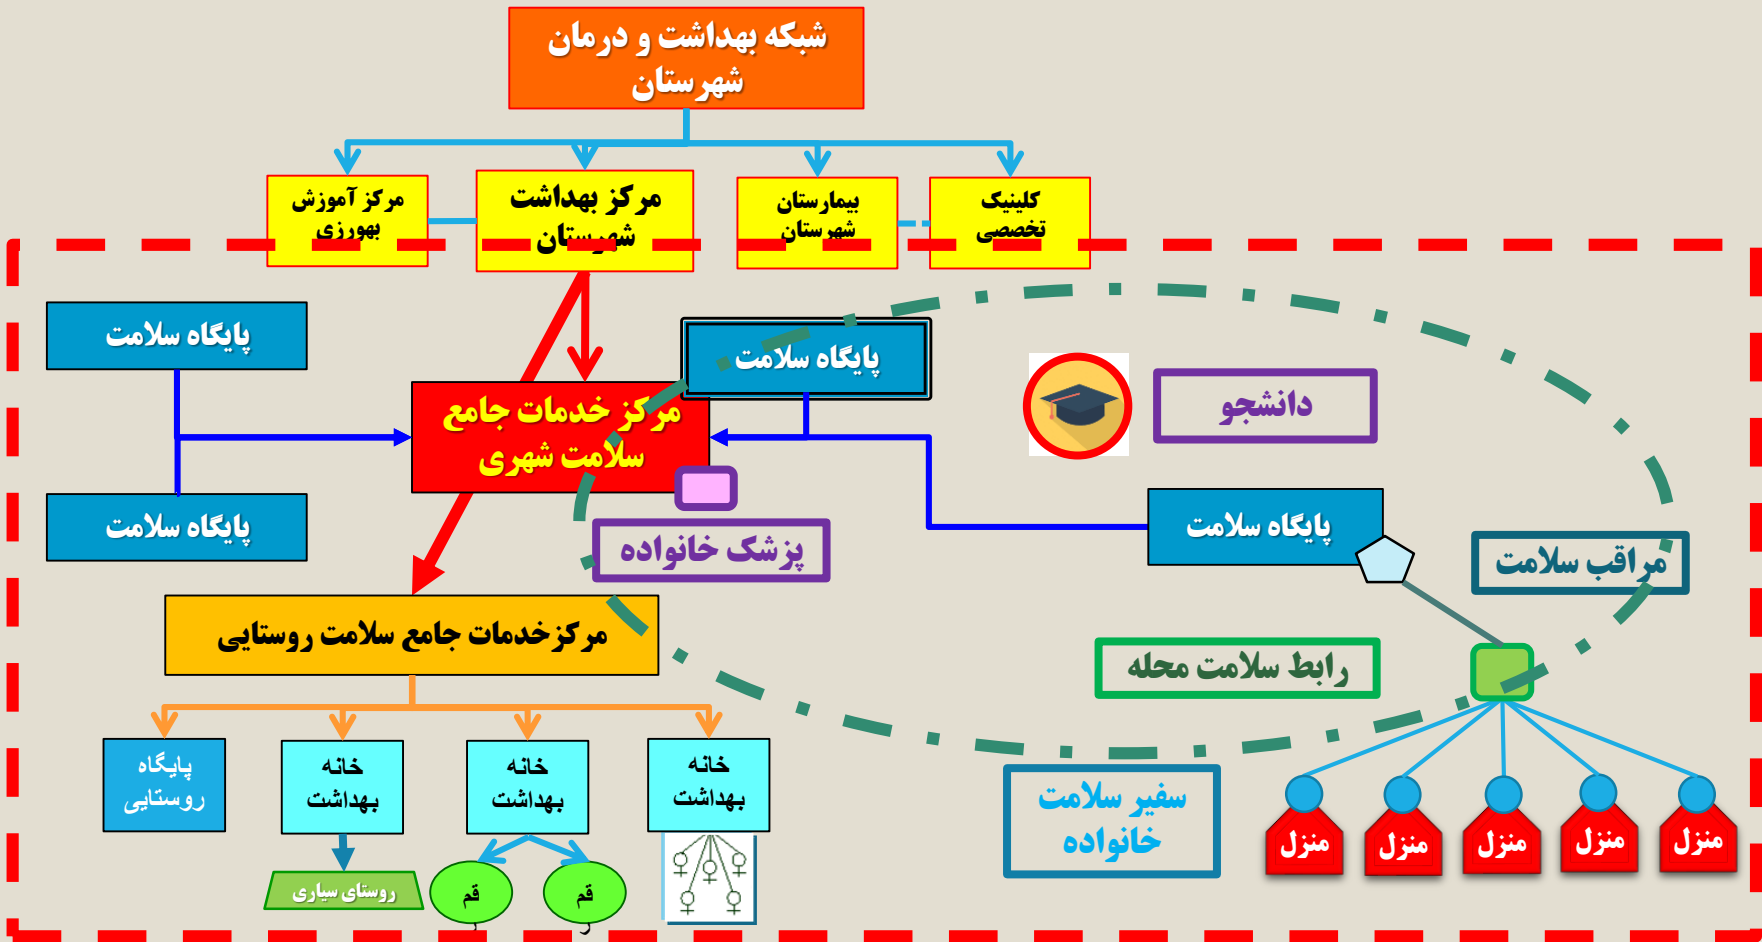 شبکه بهداشت و درمان
شهرستان
کلینیک
تخصصی
بیمارستان
شهرستان
مرکز بهداشت
شهرستان
مرکز آموزش
بهورزی
پایگاه سلامت
پایگاه سلامت
دانشجو
مرکز خدمات جامع
سلامت شهری
پایگاه سلامت
پایگاه سلامت
پزشک خانواده
مراقب سلامت
مرکزخدمات جامع سلامت روستایی
رابط سلامت محله
خانه
بهداشت
خانه
بهداشت
خانه
بهداشت
پایگاه
روستایی
سفیر سلامت
خانواده
منزل
منزل
منزل
منزل
منزل
قم
ر
قم
ر
روستای سیاری